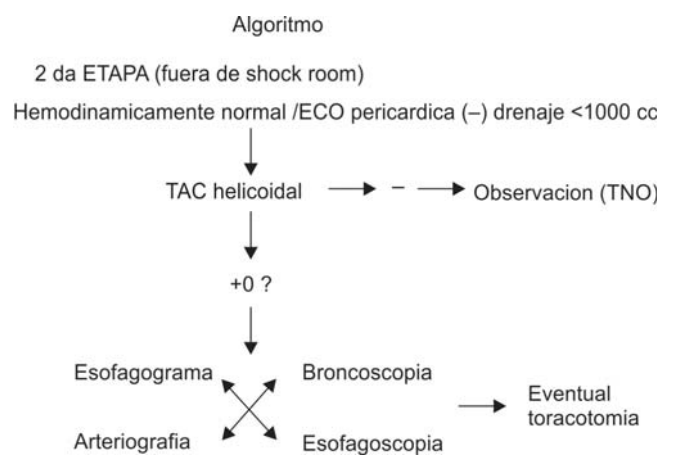 Algoritmo
2 da ETAPA (fuera de shock room)
Hemodinamicamente normal /ECO pericardica (–) drenaje <1000 cc
TAC helicoidal – Observacion (TNO)
+0 ?
Esofagograma Broncoscopia
Eventual
toracotomia
Arteriografia Esofagoscopia